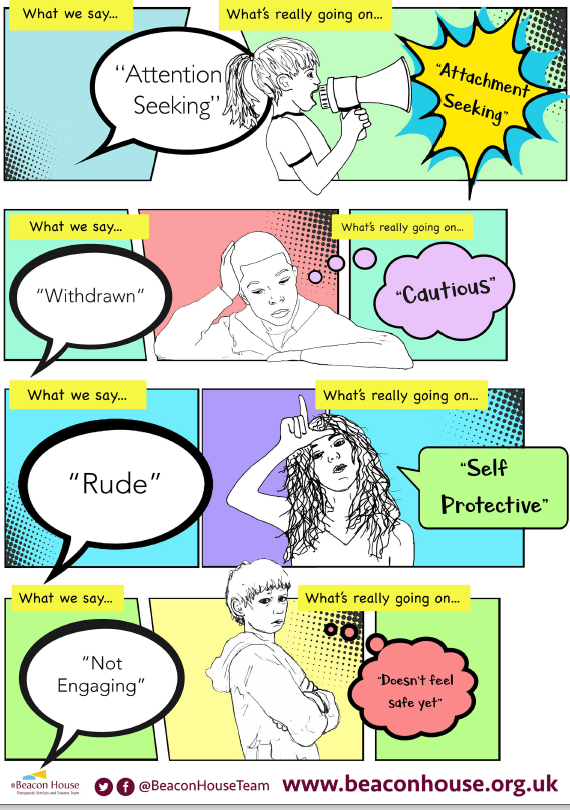 What we say...
What's really going on...
"Attention
Seeking"
"Attachment
Seeking"
What we say...
What's really going on...
"Withdrawn"
"Cautious"
What we say...
What's really going on...
"Rude"
"Self
Protective"
What we say...
What's really going on...
"Not
Engaging"
"Doesn't feel
safe yet"
©Beacon House
Therapeutic Services and Trauma Team
@BeaconHouseTeam
www.beaconhouse.org.uk